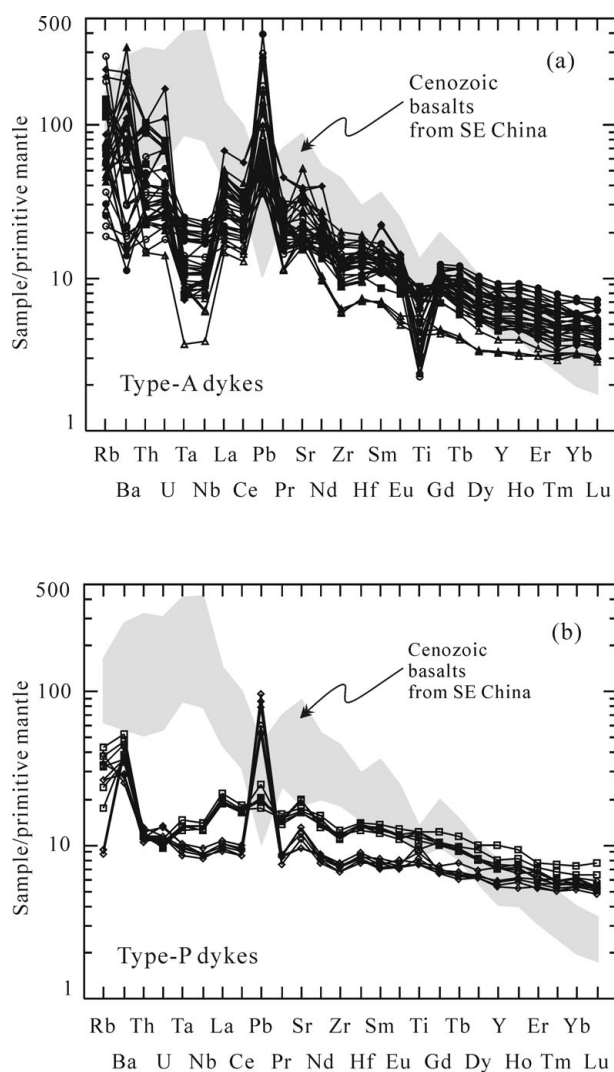 500
(a)
Cenozoic
basalts
from SE China
100
Sample/primitive mantle
10
Type-A dykes
1
Rb Th Ta La Pb Sr Zr Sm Ti Tb Y Er Yb
Ba U Nb Ce Pr Nd Hf Eu Gd Dy Ho Tm Lu
500
(b)
Cenozoic
basalts
from SE China
100
Sample/primitive mantle
10
Type-P dykes
1
Rb Th Ta La Pb Sr Zr Sm Ti Tb Y Er Yb
Ba U Nb Ce Pr Nd Hf Eu Gd Dy Ho Tm Lu